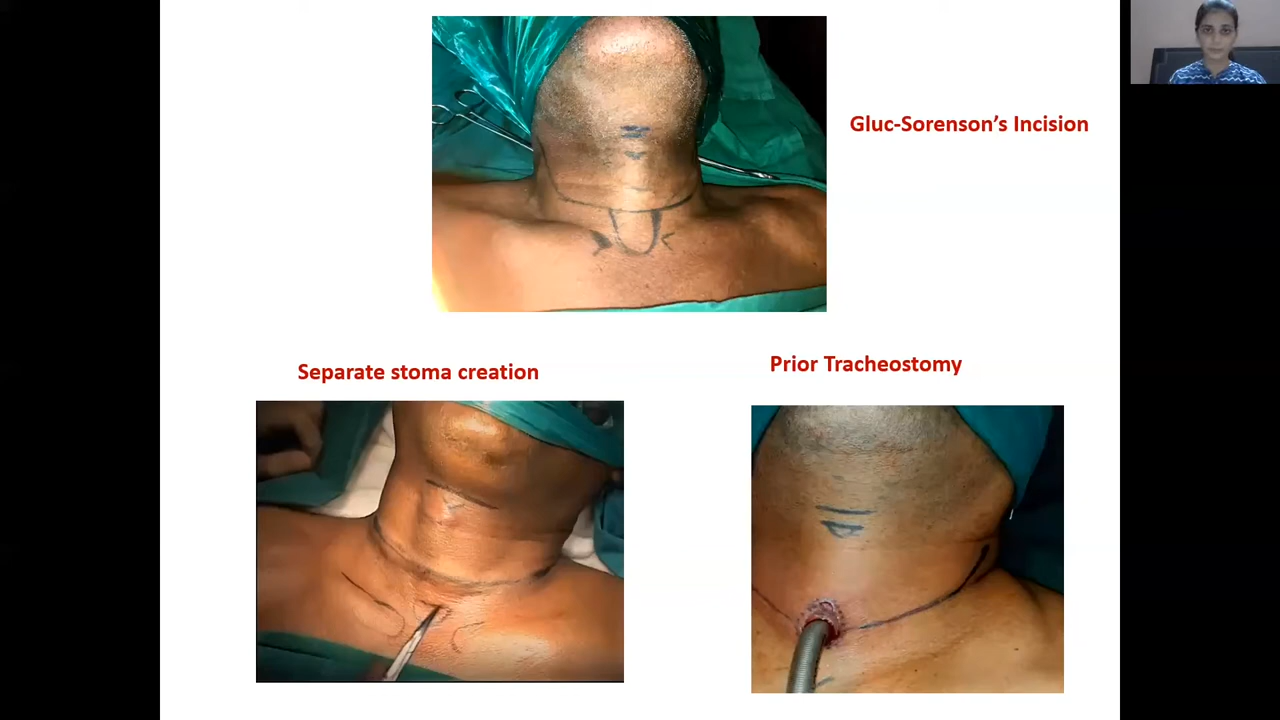 Gluc-Sorenson's Incision
Separate stoma creation
Prior Tracheostomy